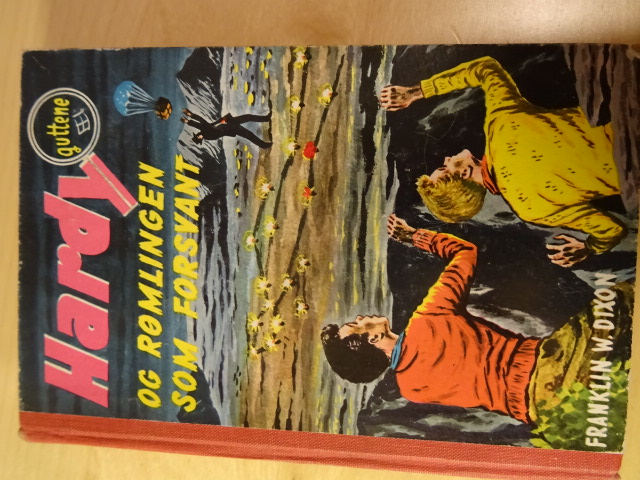 Hardy
guttene
OG RØMLINGEN
SOM FORSVANT
FRANKLIN W. DIXON